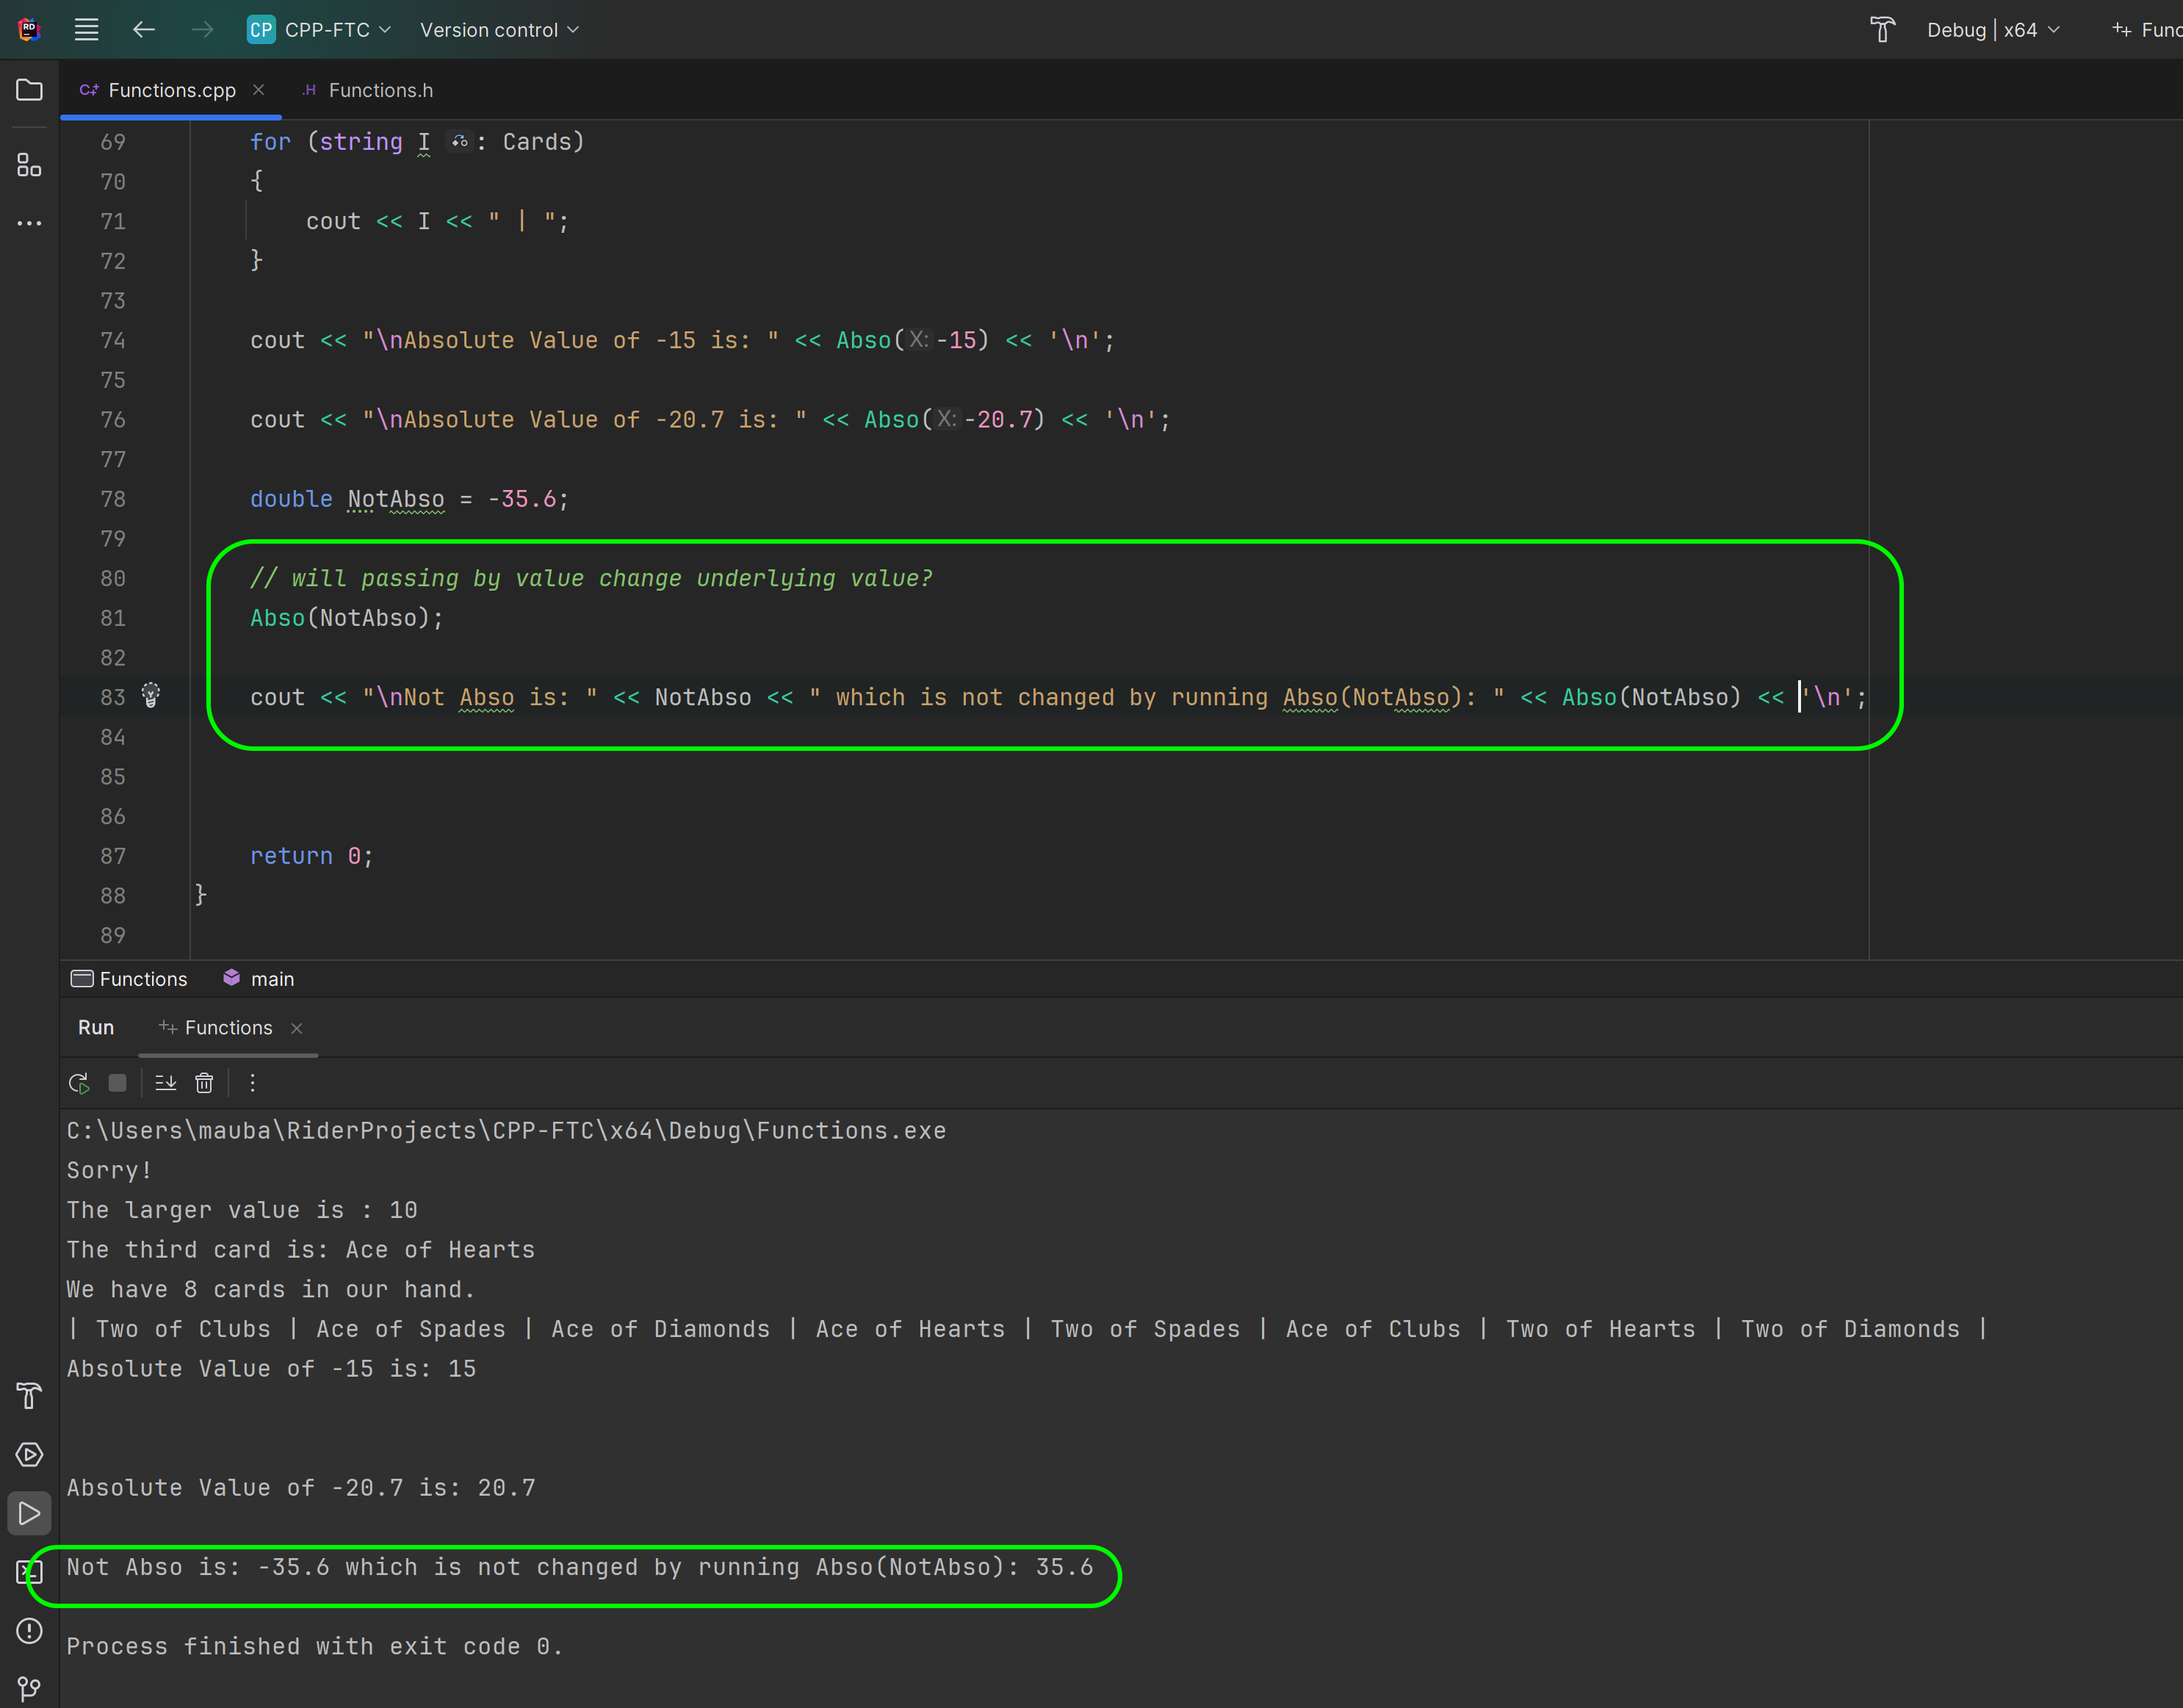 RD CP CPP-FTC Version control Debug | x64 Func
C++ Functions.cpp .H Functions.h
69 for (string I : Cards)
70 {
71 cout << I << " | ";
72 }
73
74 cout << "\nAbsolute Value of -15 is: " << Abso(X:-15) << '\n';
75
76 cout << "\nAbsolute Value of -20.7 is: " << Abso(X:-20.7) << '\n';
77
78 double NotAbso = -35.6;
79
80 // will passing by value change underlying value?
81 Abso(NotAbso);
82
83 cout << "\nNot Abso is: " << NotAbso << " which is not changed by running Abso(NotAbso): " << Abso(NotAbso) << '\n';
84
85
86
87 return 0;
88 }
89
Functions main
Run Functions
C:\Users\mauba\RiderProjects\CPP-FTC\x64\Debug\Functions.exe
Sorry!
The larger value is : 10
The third card is: Ace of Hearts
We have 8 cards in our hand.
| Two of Clubs | Ace of Spades | Ace of Diamonds | Ace of Hearts | Two of Spades | Ace of Clubs | Two of Hearts | Two of Diamonds |
Absolute Value of -15 is: 15
Absolute Value of -20.7 is: 20.7
Not Abso is: -35.6 which is not changed by running Abso(NotAbso): 35.6
Process finished with exit code 0.